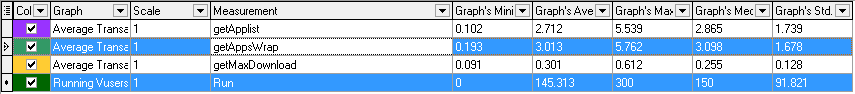 Col Graph Scale Measurement Graph's Mini Graph's Ave Graph's Max Graph's Med Graph's Std.
Average Transa 1 getApplist 0.102 2.712 5.539 2.865 1.739
Average Transa 1 getAppsWrap 0.193 3.013 5.762 3.098 1.678
Average Transa 1 getMaxDownload 0.091 0.301 0.612 0.255 0.128
Running Vusers 1 Run 0 145.313 300 150 91.821